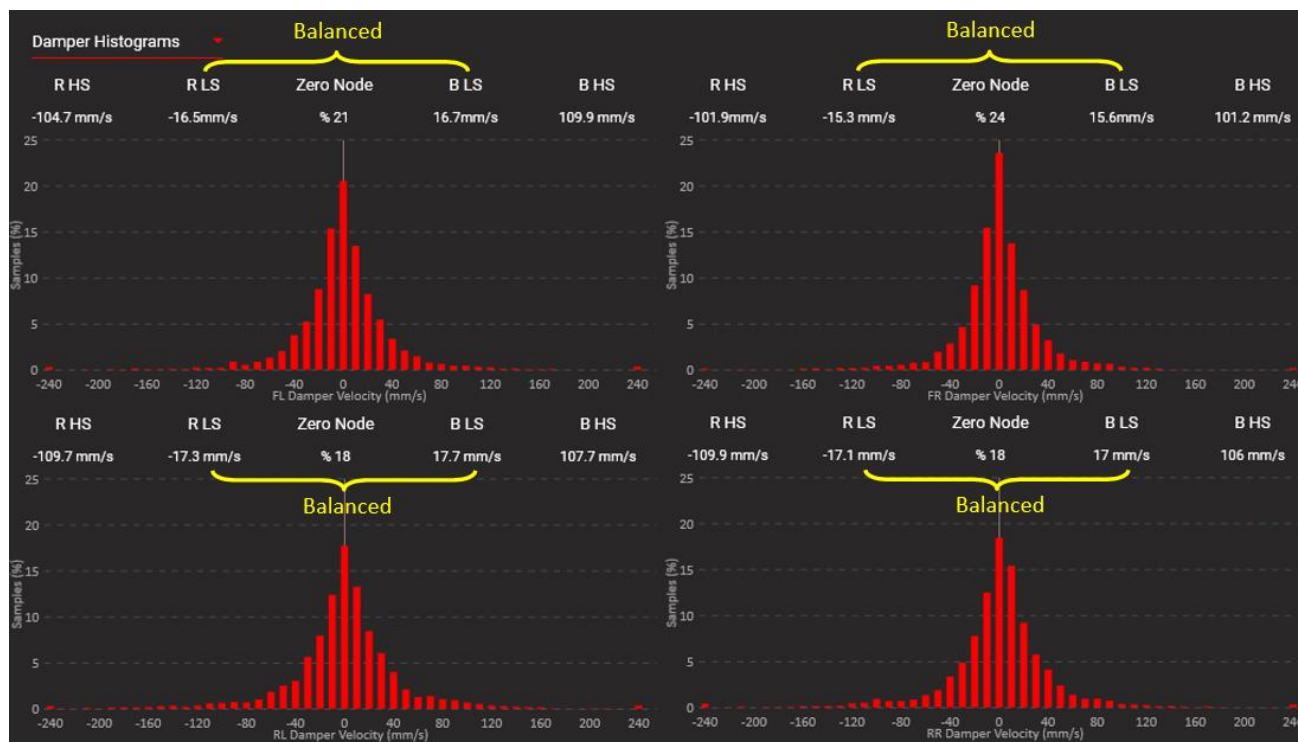 Damper Histograms
Balanced
Balanced
R HS R LS Zero Node B LS B HS
-104.7 mm/s -16.5mm/s % 21 16.7mm/s 109.9 mm/s
25
20
15
10
5
0
Samples (%)
-240 -200 -160 -120 -80 -40 0 40 80 120 160 200 240
FL Damper Velocity (mm/s)
R HS R LS Zero Node B LS B HS
-101.9mm/s -15.3 mm/s % 24 15.6mm/s 101.2 mm/s
25
20
15
10
5
0
Samples (%)
-240 -200 -160 -120 -80 -40 0 40 80 120 160 200 240
FR Damper Velocity (mm/s)
R HS R LS Zero Node B LS B HS
-109.7 mm/s -17.3 mm/s % 18 17.7 mm/s 107.7 mm/s
Balanced
25
20
15
10
5
0
Samples (%)
-240 -200 -160 -120 -80 -40 0 40 80 120 160 200 240
RL Damper Velocity (mm/s)
R HS R LS Zero Node B LS B HS
-109.9 mm/s -17.1 mm/s % 18 17 mm/s 106 mm/s
Balanced
25
20
15
10
5
0
Samples (%)
-240 -200 -160 -120 -80 -40 0 40 80 120 160 200 240
RR Damper Velocity (mm/s)